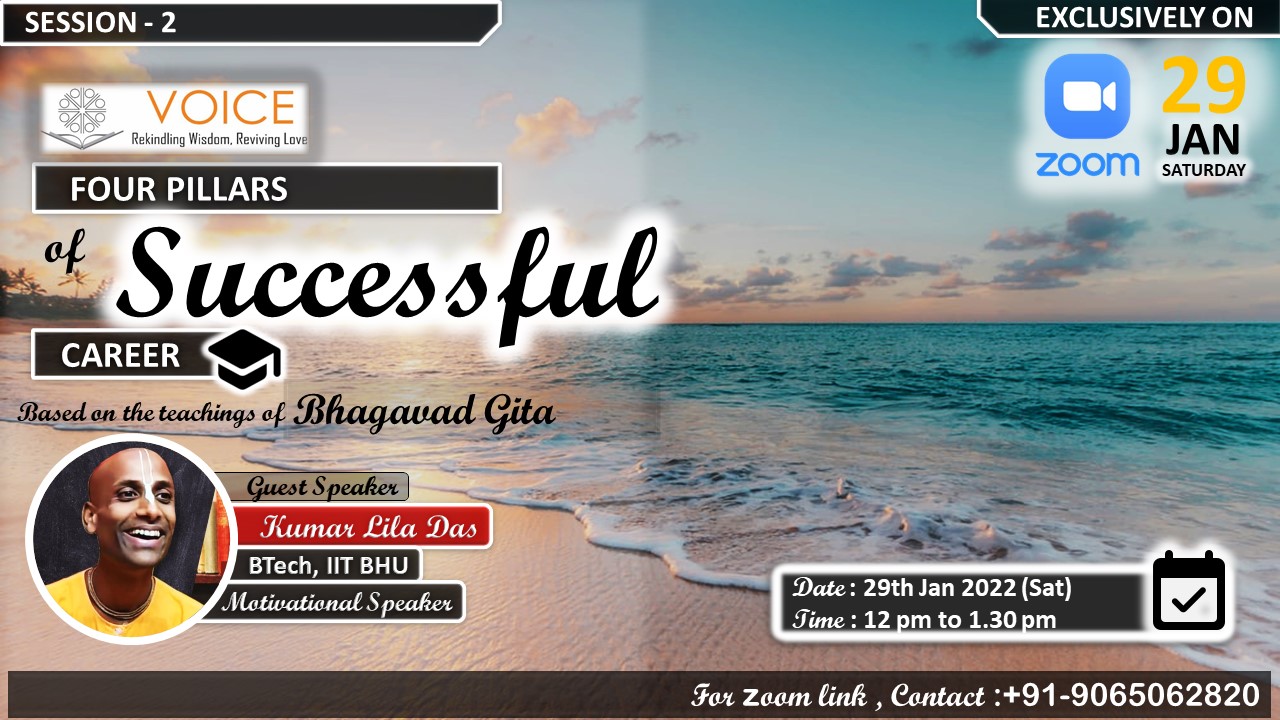 SESSION - 2
EXCLUSIVELY ON
VOICE
Rekindling Wisdom, Reviving Love
zoom
29
JAN
SATURDAY
FOUR PILLARS
of Successful
CAREER
Based on the teachings of Bhagavad Gita
Guest Speaker
Kumar Lila Das
BTech, IIT BHU
Motivational Speaker
Date : 29th Jan 2022 (Sat)
Time : 12 pm to 1.30 pm
For zoom link , Contact :+91-9065062820